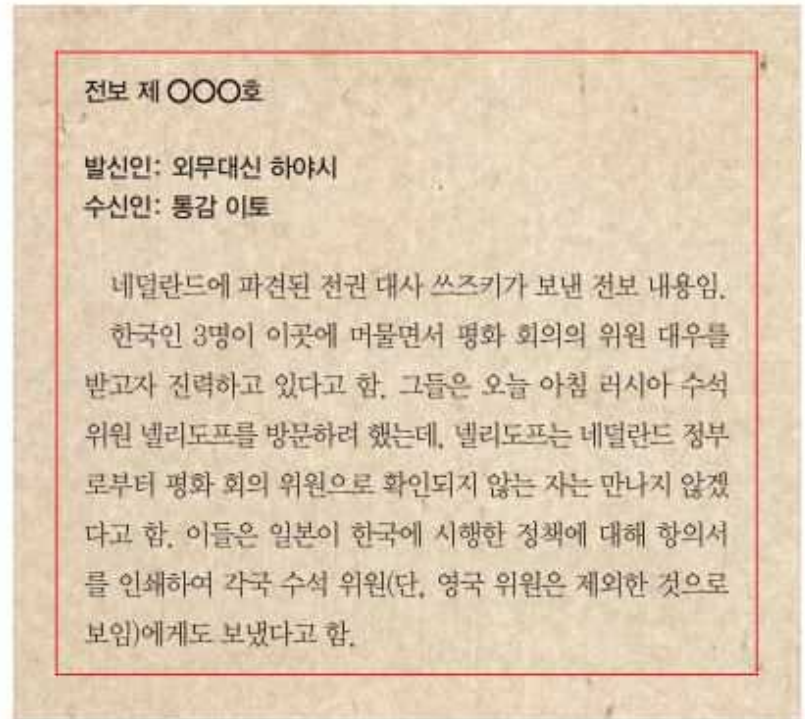 전보 제 ○○○호
발신인: 외무대신 하야시
수신인: 통감 이토
네덜란드에 파견된 전권 대사 쓰즈키가 보낸 전보 내용임.
한국인 3명이 이곳에 머물면서 평화 회의의 위원 대우를
받고자 진력하고 있다고 함. 그들은 오늘 아침 러시아 수석
위원 넬리도프를 방문하려 했는데, 넬리도프는 네덜란드 정부
로부터 평화 회의 위원으로 확인되지 않는 자는 만나지 않겠
다고 함. 이들은 일본이 한국에 시행한 정책에 대해 항의서
를 인쇄하여 각국 수석 위원(단, 영국 위원은 제외한 것으로
보임)에게도 보냈다고 함.